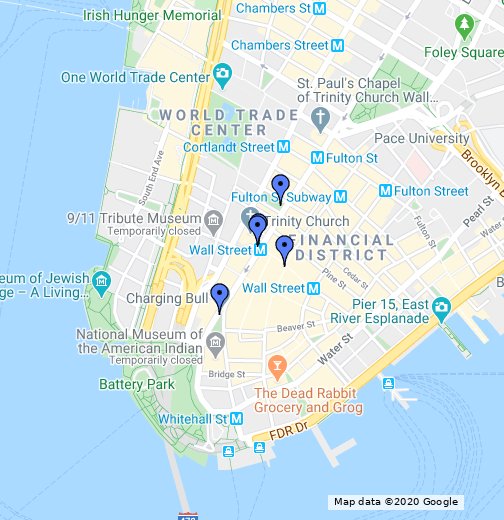 Irish Hunger Memorial
Chambers St
Chambers Street
Foley Square
One World Trade Center
St. Paul's Chapel
of Trinity Church Wall...
WORLD TRADE
CENTER
Pace University
Cortlandt Street
Fulton St
Brooklyn
South End Ave
Fulton St Subway
Fulton Street
Pearl St
9/11 Tribute Museum
Temporarily closed
Trinity Church
Wall Street
FINANCIAL
DISTRICT
Cedar St
Pine St
useum of Jewish
ge – A Living...
Charging Bull
Wall Street
Pier 15, East
River Esplanade
Beaver St
National Museum of
the American Indian
Temporarily closed
Water St
Bridge St
Battery Park
The Dead Rabbit
Grocery and Grog
Whitehall St
FDR Dr
Map data ©2020 Google